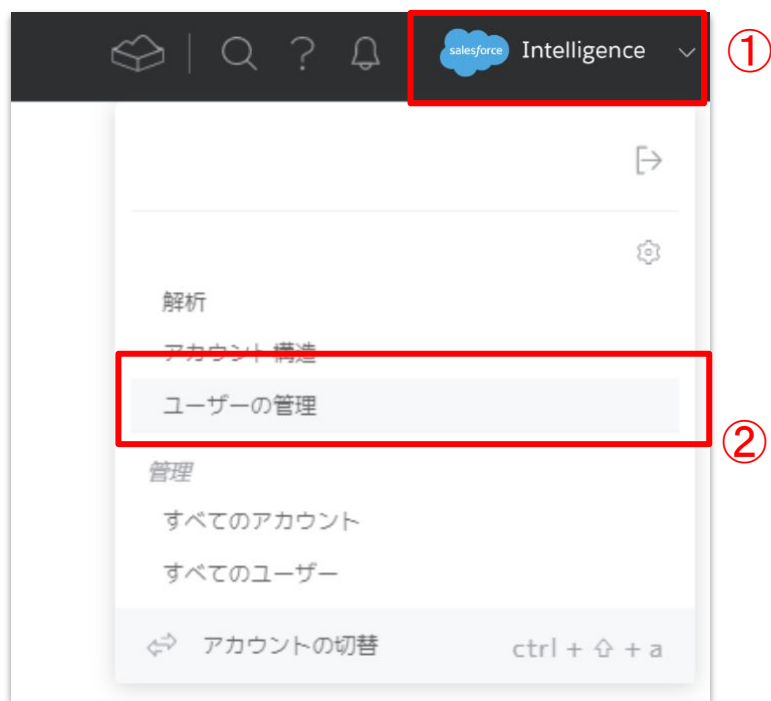 salesforce Intelligence ①
解析
アカウント構造
ユーザーの管理
②
管理
すべてのアカウント
すべてのユーザー
アカウントの切替 ctrl + ⇧ + a